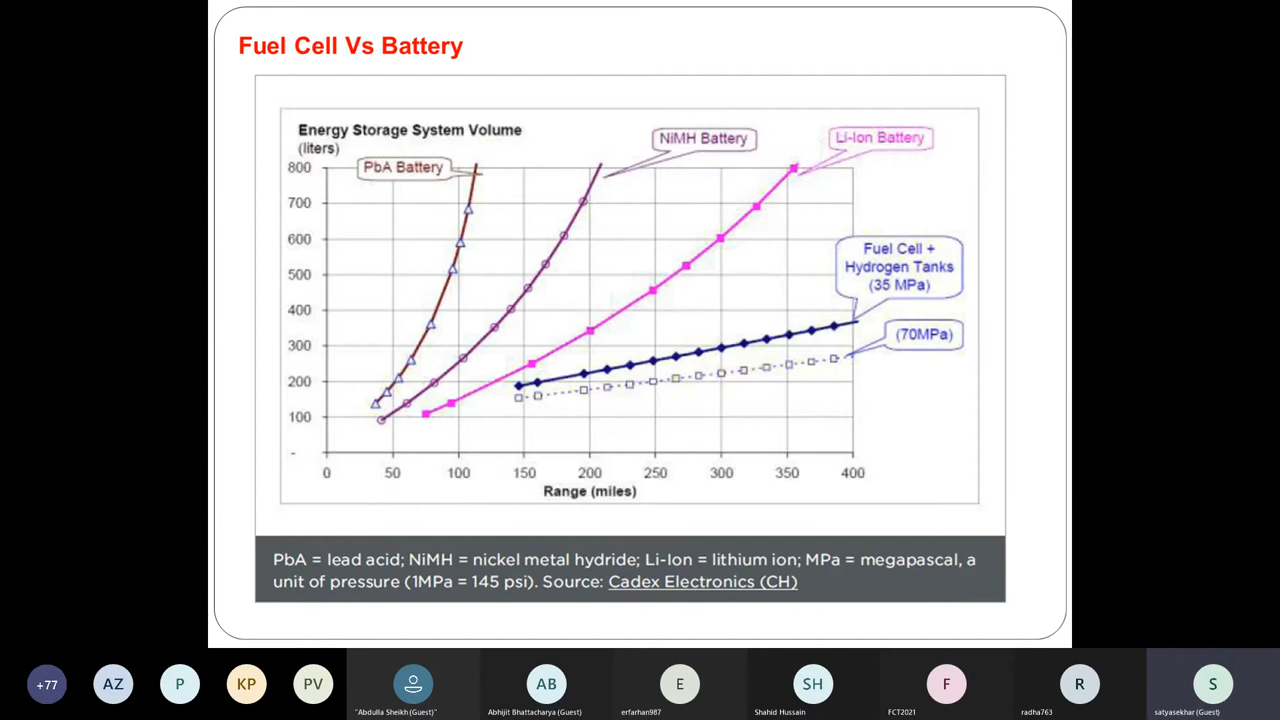 Fuel Cell Vs Battery
Energy Storage System Volume
(liters)
PbA Battery
NiMH Battery
Li-Ion Battery
Fuel Cell +
Hydrogen Tanks
(35 MPa)
(70MPa)
800
700
600
500
400
300
200
100
-
0 50 100 150 200 250 300 350 400
Range (miles)
PbA = lead acid; NiMH = nickel metal hydride; Li-Ion = lithium ion; MPa = megapascal, a
unit of pressure (1MPa = 145 psi). Source: Cadex Electronics (CH)
+77 AZ P KP PV AB E SH F R S
"Abdulla Sheikh (Guest)" Abhijit Bhattacharya (Guest) erfarhan987 Shahid Hussain FCT2021 radha763 satyasekhar (Guest)